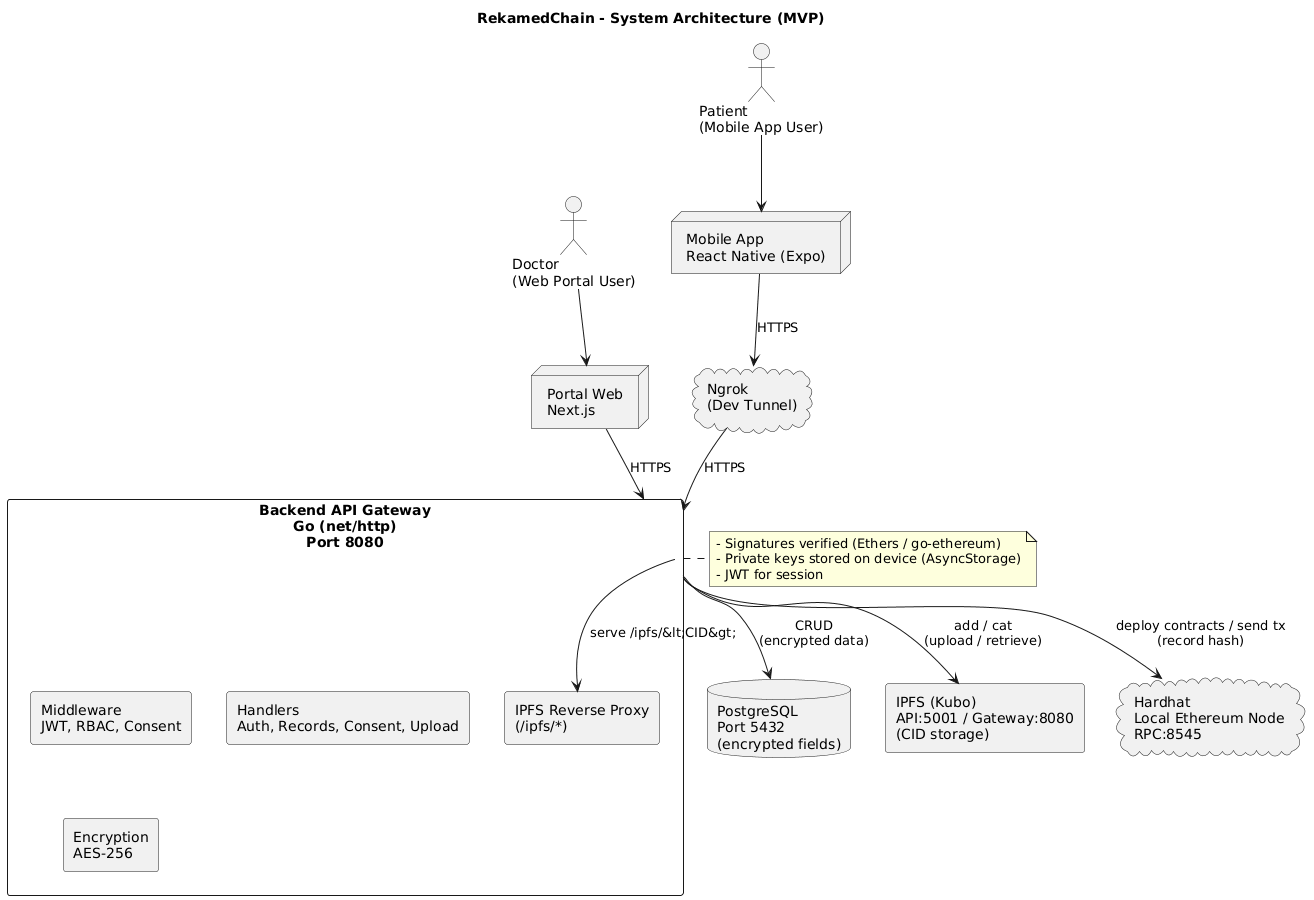 RekamedChain - System Architecture (MVP)
Patient
(Mobile App User)
Doctor
(Web Portal User)
Mobile App
React Native (Expo)
HTTPS
Portal Web
Next.js
Ngrok
(Dev Tunnel)
HTTPS
HTTPS
Backend API Gateway
Go (net/http)
Port 8080
- Signatures verified (Ethers / go-ethereum)
- Private keys stored on device (AsyncStorage)
- JWT for session
serve /ipfs/&lt;CID&gt;
CRUD
(encrypted data)
add / cat
(upload / retrieve)
deploy contracts / send tx
(record hash)
Middleware
JWT, RBAC, Consent
Handlers
Auth, Records, Consent, Upload
IPFS Reverse Proxy
(/ipfs/*)
PostgreSQL
Port 5432
(encrypted fields)
IPFS (Kubo)
API:5001 / Gateway:8080
(CID storage)
Hardhat
Local Ethereum Node
RPC:8545
Encryption
AES-256